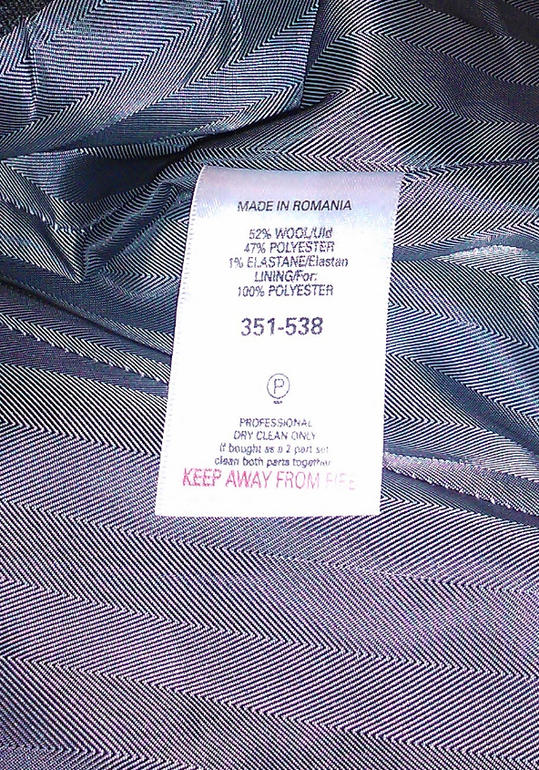 MADE IN ROMANIA
52% WOOL/Uld
47% POLYESTER
1% ELASTANE/Elastan
LINING/For:
100% POLYESTER
351-538
P
PROFESSIONAL
DRY CLEAN ONLY
If bought as a 2 part set
clean both parts together
KEEP AWAY FROM FIRE